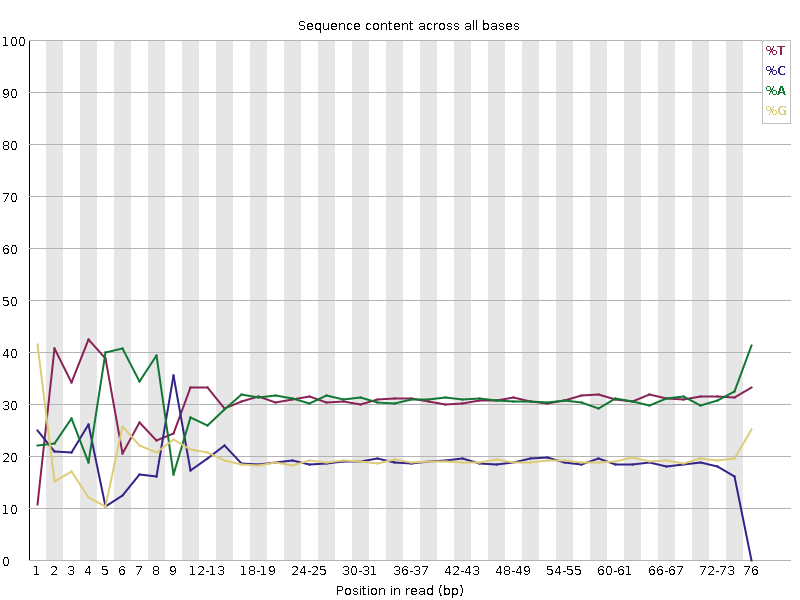 Sequence content across all bases
100
90
80
70
60
50
40
30
20
10
0
%T
%C
%A
%G
1 2 3 4 5 6 7 8 9 12-13 18-19 24-25 30-31 36-37 42-43 48-49 54-55 60-61 66-67 72-73 76
Position in read (bp)